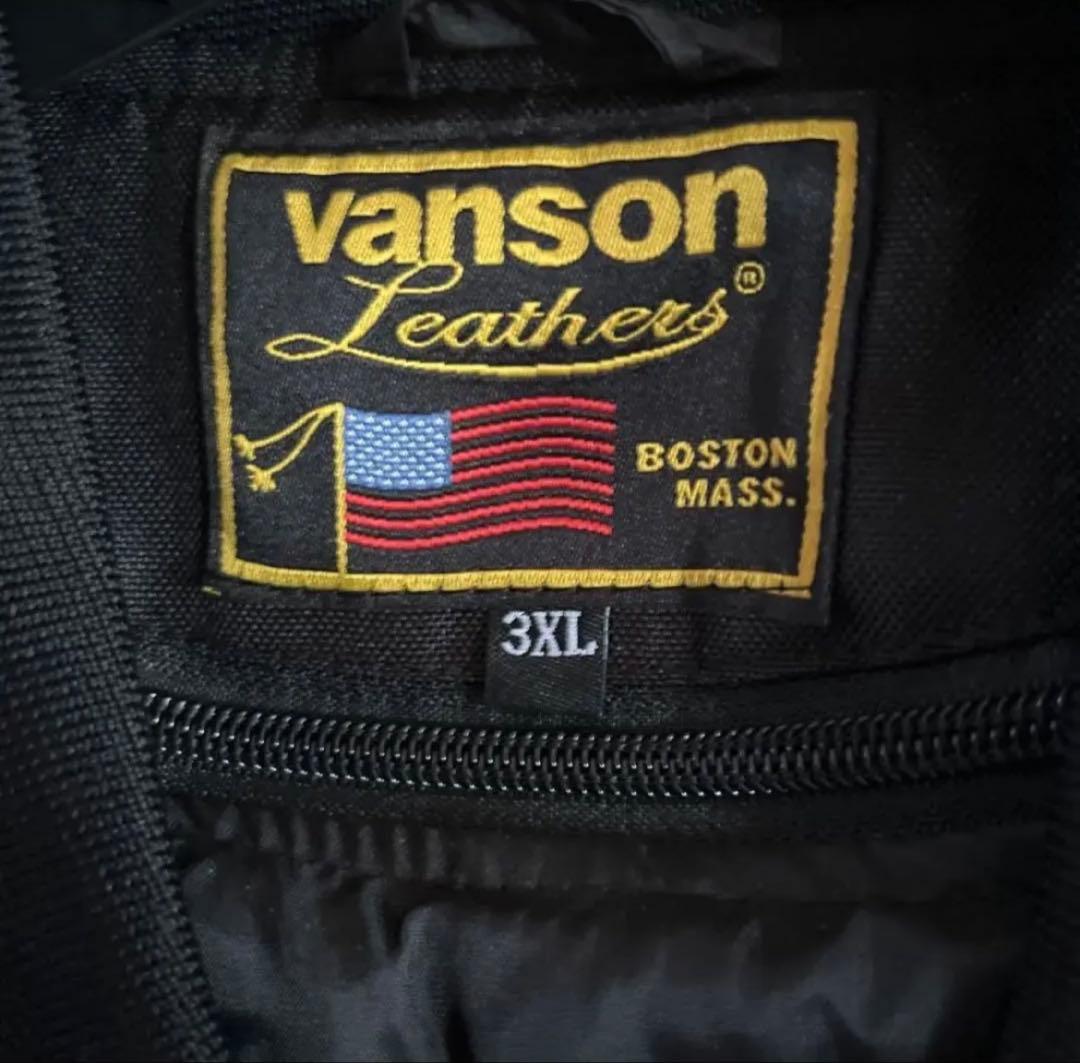 vanson
Leathers®
BOSTON
MASS.
3XL